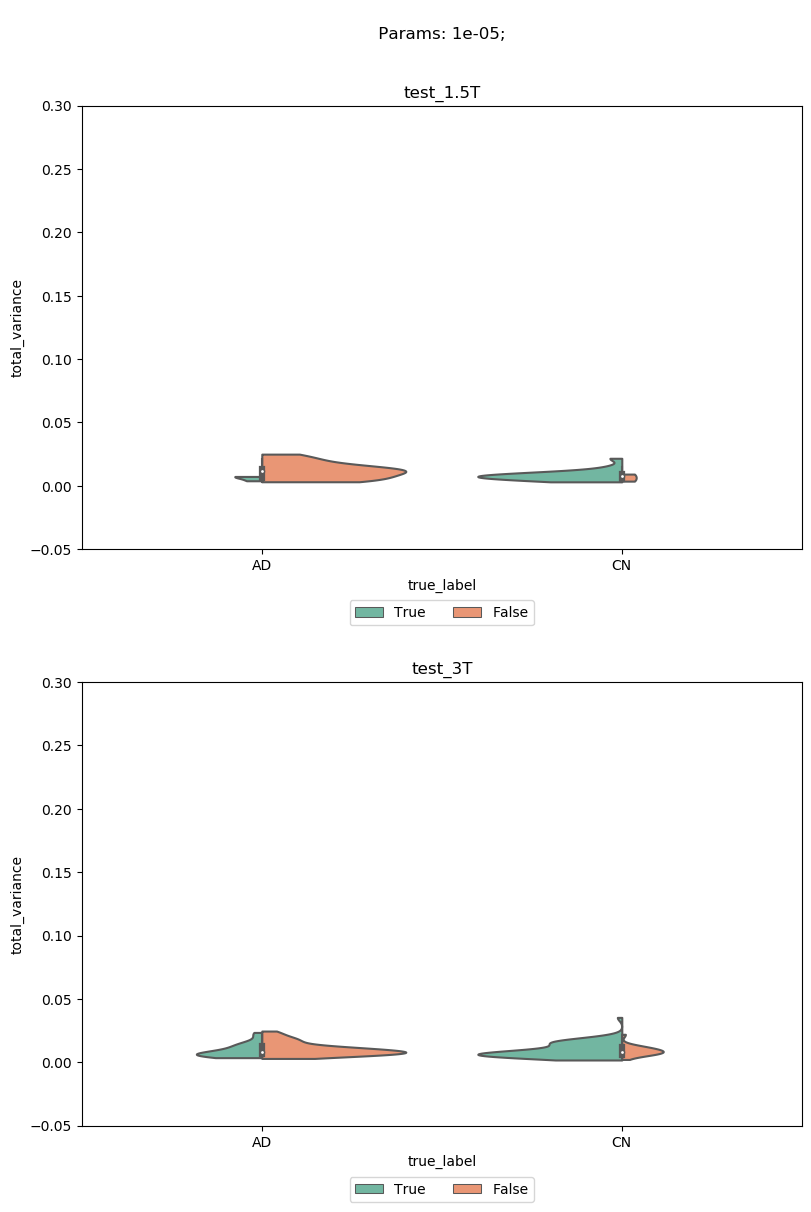 Params: 1e-05;
test_1.5T
0.30
0.25
0.20
0.15
0.10
0.05
0.00
−0.05
total_variance
AD CN
true_label
True False
test_3T
0.30
0.25
0.20
0.15
0.10
0.05
0.00
−0.05
total_variance
AD CN
true_label
True False